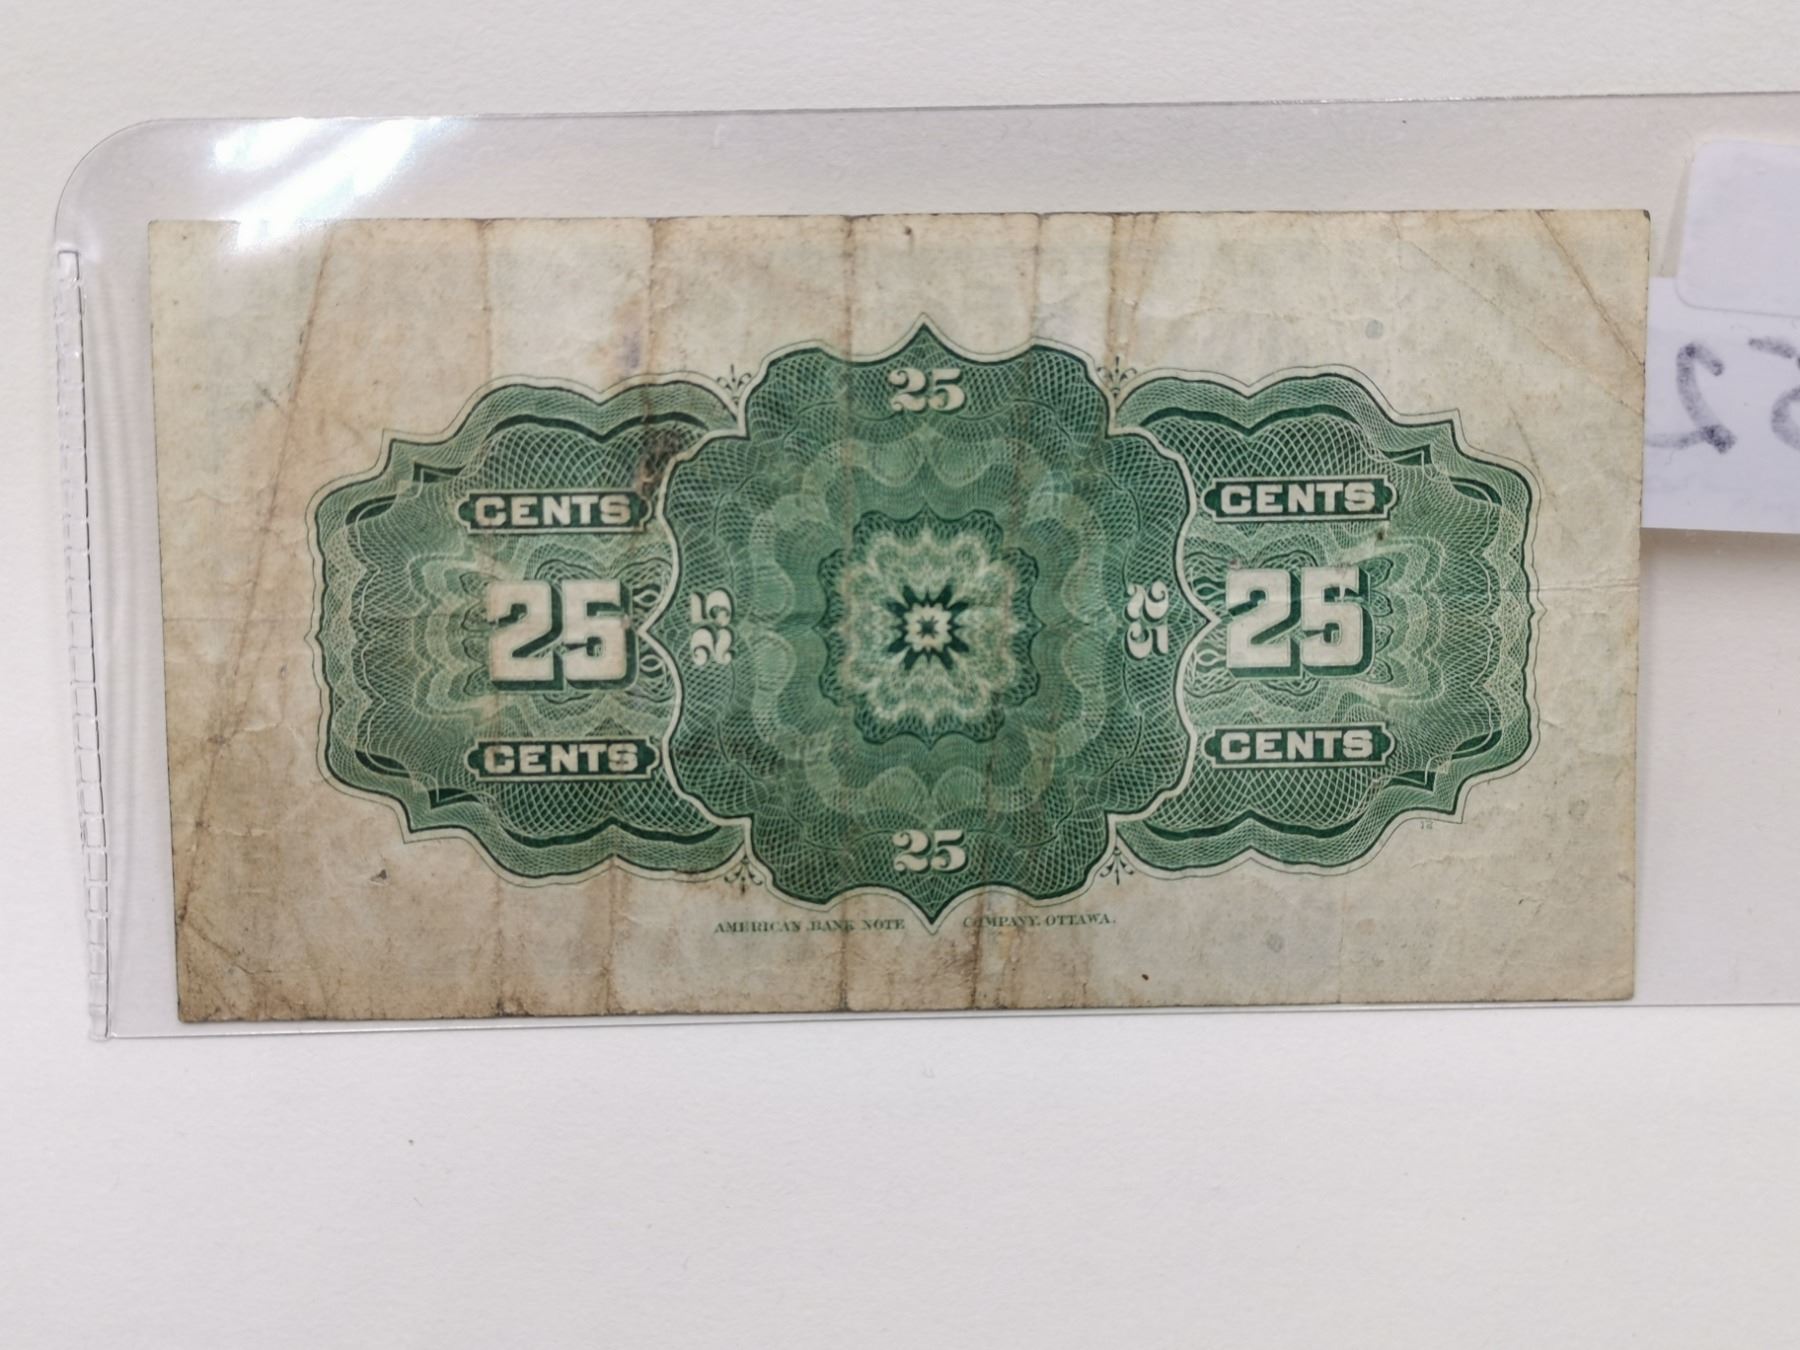 25
CENTS CENTS
25 25 25 25
CENTS CENTS
25
AMERICAN BANK NOTE COMPANY. OTTAWA.